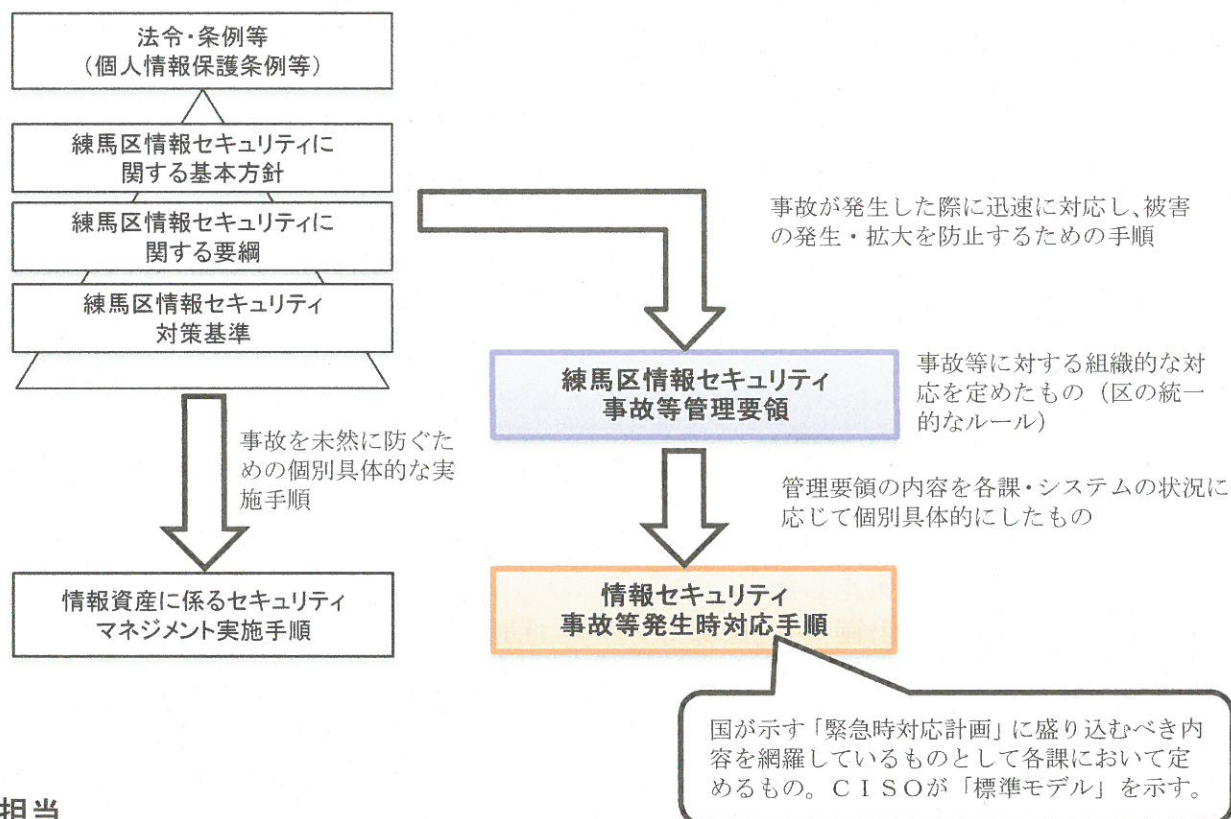 法令・条例等
（個人情報保護条例等）
練馬区情報セキュリティに
関する基本方針
練馬区情報セキュリティに
関する要綱
練馬区情報セキュリティ
対策基準
事故が発生した際に迅速に対応し、被害
の発生・拡大を防止するための手順
練馬区情報セキュリティ
事故等管理要領
事故等に対する組織的な対
応を定めたもの（区の統一
的なルール）
事故を未然に防ぐた
めの個別具体的な実
施手順
管理要領の内容を各課・システムの状況に
応じて個別具体的にしたもの
情報資産に係るセキュリティ
マネジメント実施手順
情報セキュリティ
事故等発生時対応手順
国が示す「緊急時対応計画」に盛り込むべき内
容を網羅しているものとして各課において定
めるもの。ＣＩＳＯが「標準モデル」を示す。
担当